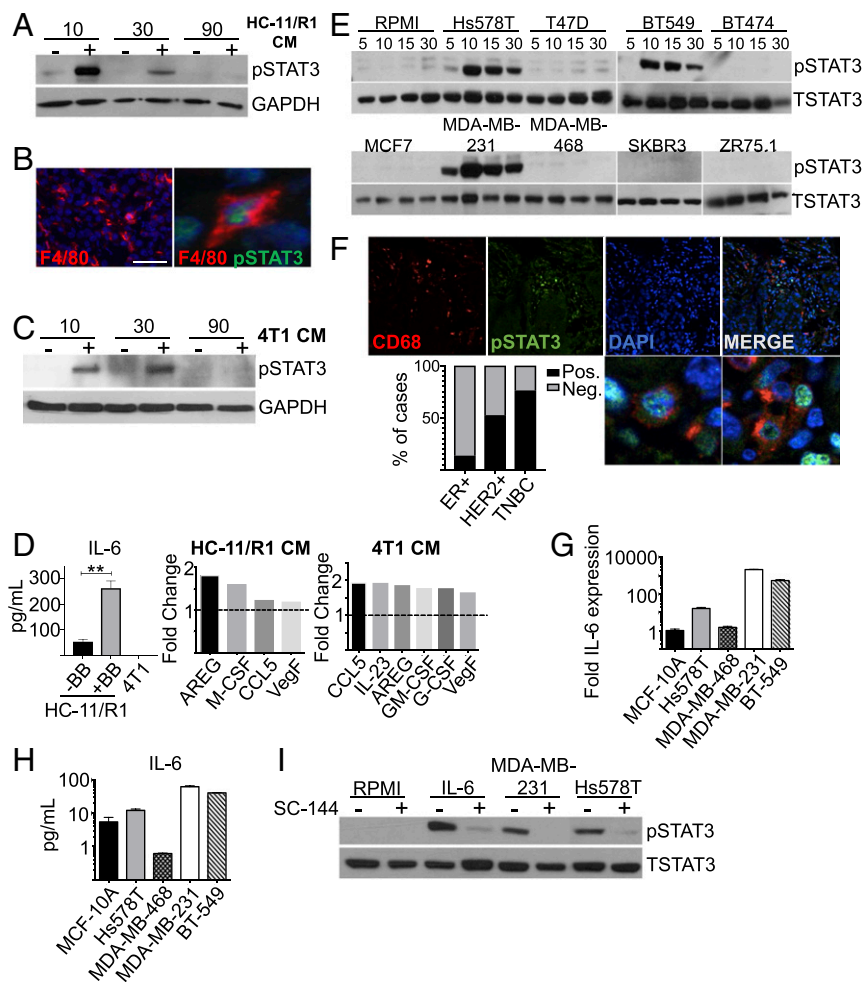 A
10 30 90 HC-11/R1 CM
- + - + - +
pSTAT3
GAPDH
B
F4/80
F4/80 pSTAT3
C
10 30 90 4T1 CM
- + - + - +
pSTAT3
GAPDH
D
IL-6
pg/mL
300
200
100
**
-BB
+BB
4T1
HC-11/R1
HC-11/R1 CM
Fold Change
2
1
AREG
M-CSF
CCL5
VegF
4T1 CM
Fold Change
2
1
CCL5
IL-23
AREG
GM-CSF
G-CSF
VegF
E
RPMI Hs578T T47D BT549 BT474
5 10 15 30 5 10 15 30 5 10 15 30 5 10 15 30 5 10 15 30
pSTAT3
TSTAT3
MCF7 MDA-MB-231 MDA-MB-468 SKBR3 ZR75.1
pSTAT3
TSTAT3
F
CD68
pSTAT3
DAPI
MERGE
% of cases
100
50
Pos.
Neg.
ER+
HER2+
TNBC
G
Fold IL-6 expression
10000
100
1
MCF-10A
Hs578T
MDA-MB-468
MDA-MB-231
BT-549
H
IL-6
pg/mL
100
10
1
MCF-10A
Hs578T
MDA-MB-468
MDA-MB-231
BT-549
I
RPMI IL-6 MDA-MB-231 Hs578T
SC-144 - + - + - + - +
pSTAT3
TSTAT3